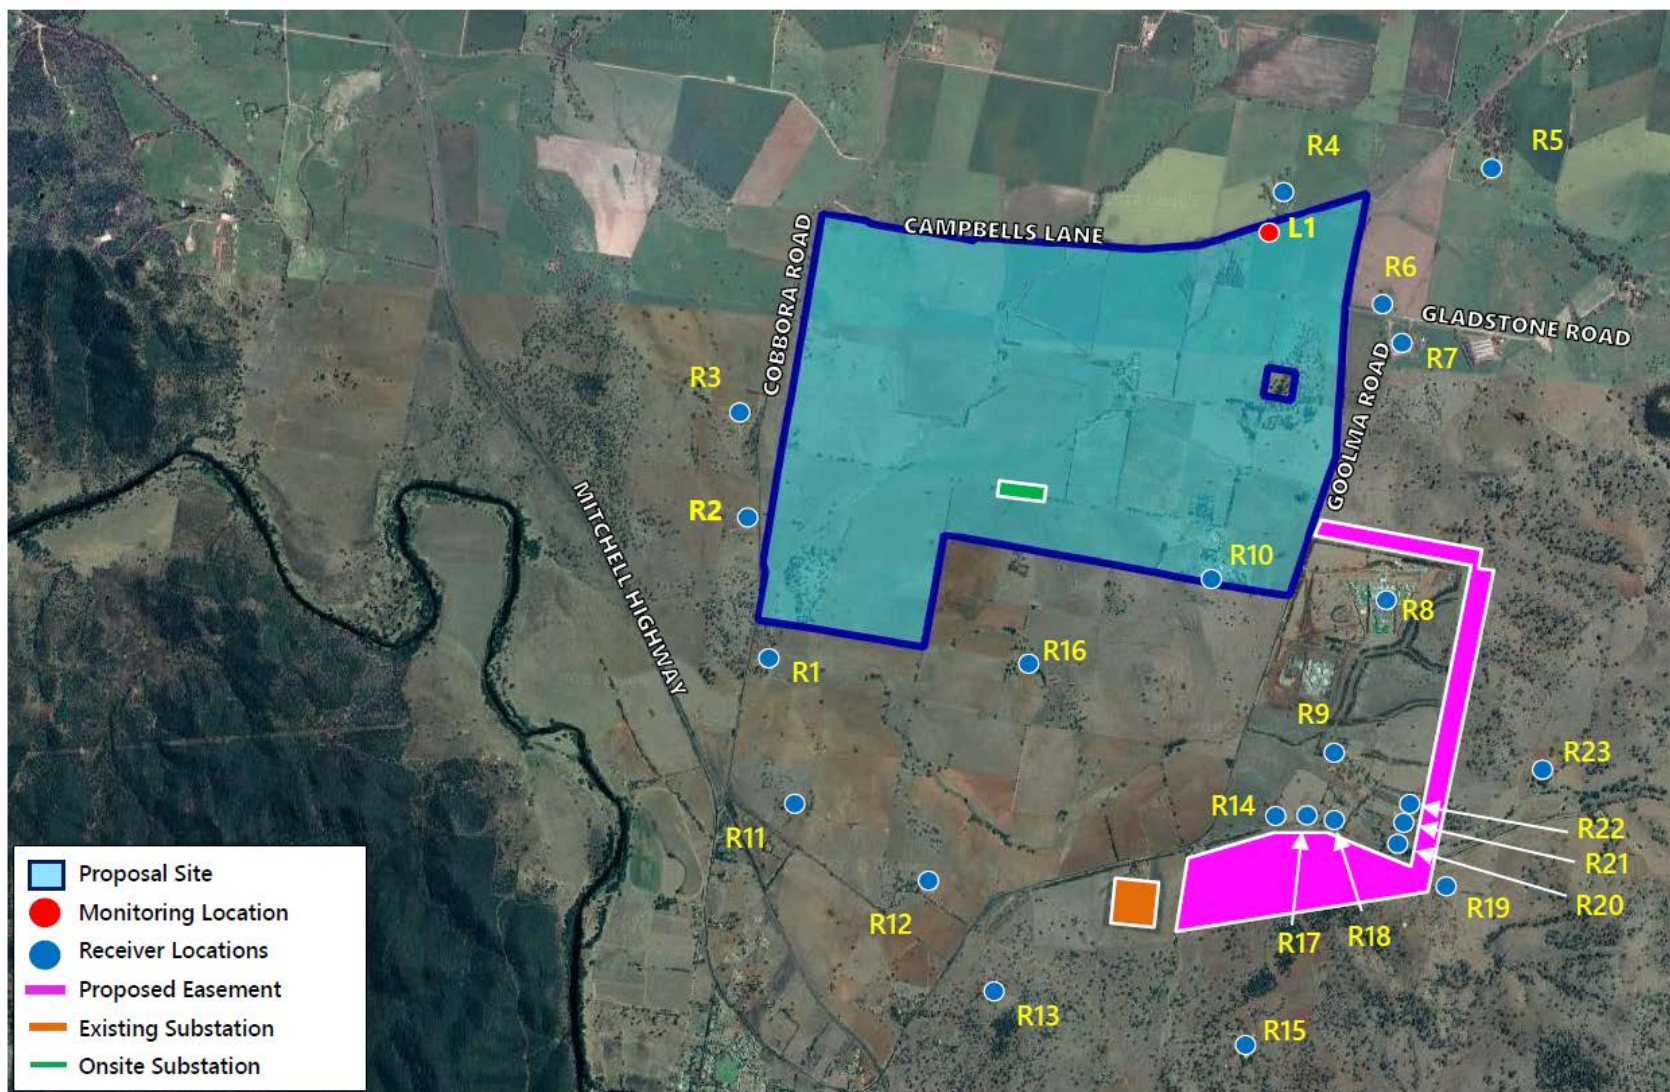 R5
R4
L1
CAMPBELLS LANE
COBBORA ROAD
R6
GLADSTONE ROAD
R7
R3
GOOLMA ROAD
R2
MITCHELL HIGHWAY
R10
R8
R16
R1
R9
R23
R14
R11
R22
R21
R20
R19
R12
R17
R18
R13
R15
Proposal Site
Monitoring Location
Receiver Locations
Proposed Easement
Existing Substation
Onsite Substation